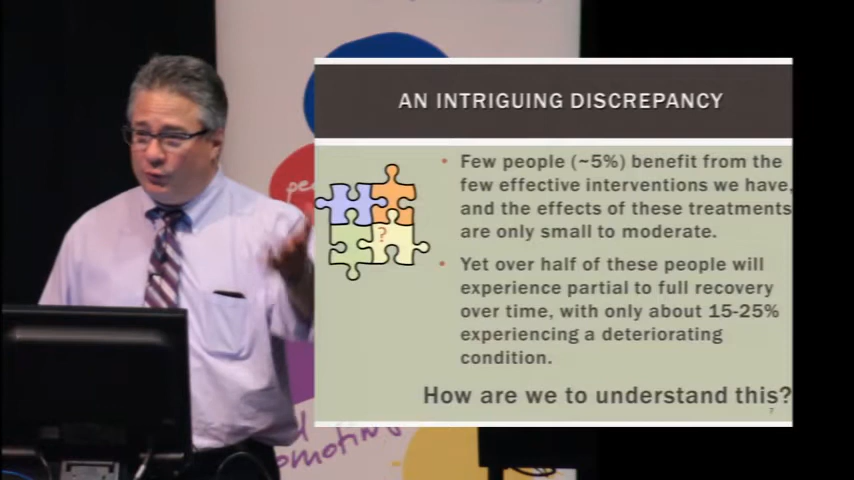 AN INTRIGUING DISCREPANCY
• Few people (~5%) benefit from the
few effective interventions we have,
and the effects of these treatments
are only small to moderate.
• Yet over half of these people will
experience partial to full recovery
over time, with only about 15-25%
experiencing a deteriorating
condition.
How are we to understand this?
7
?